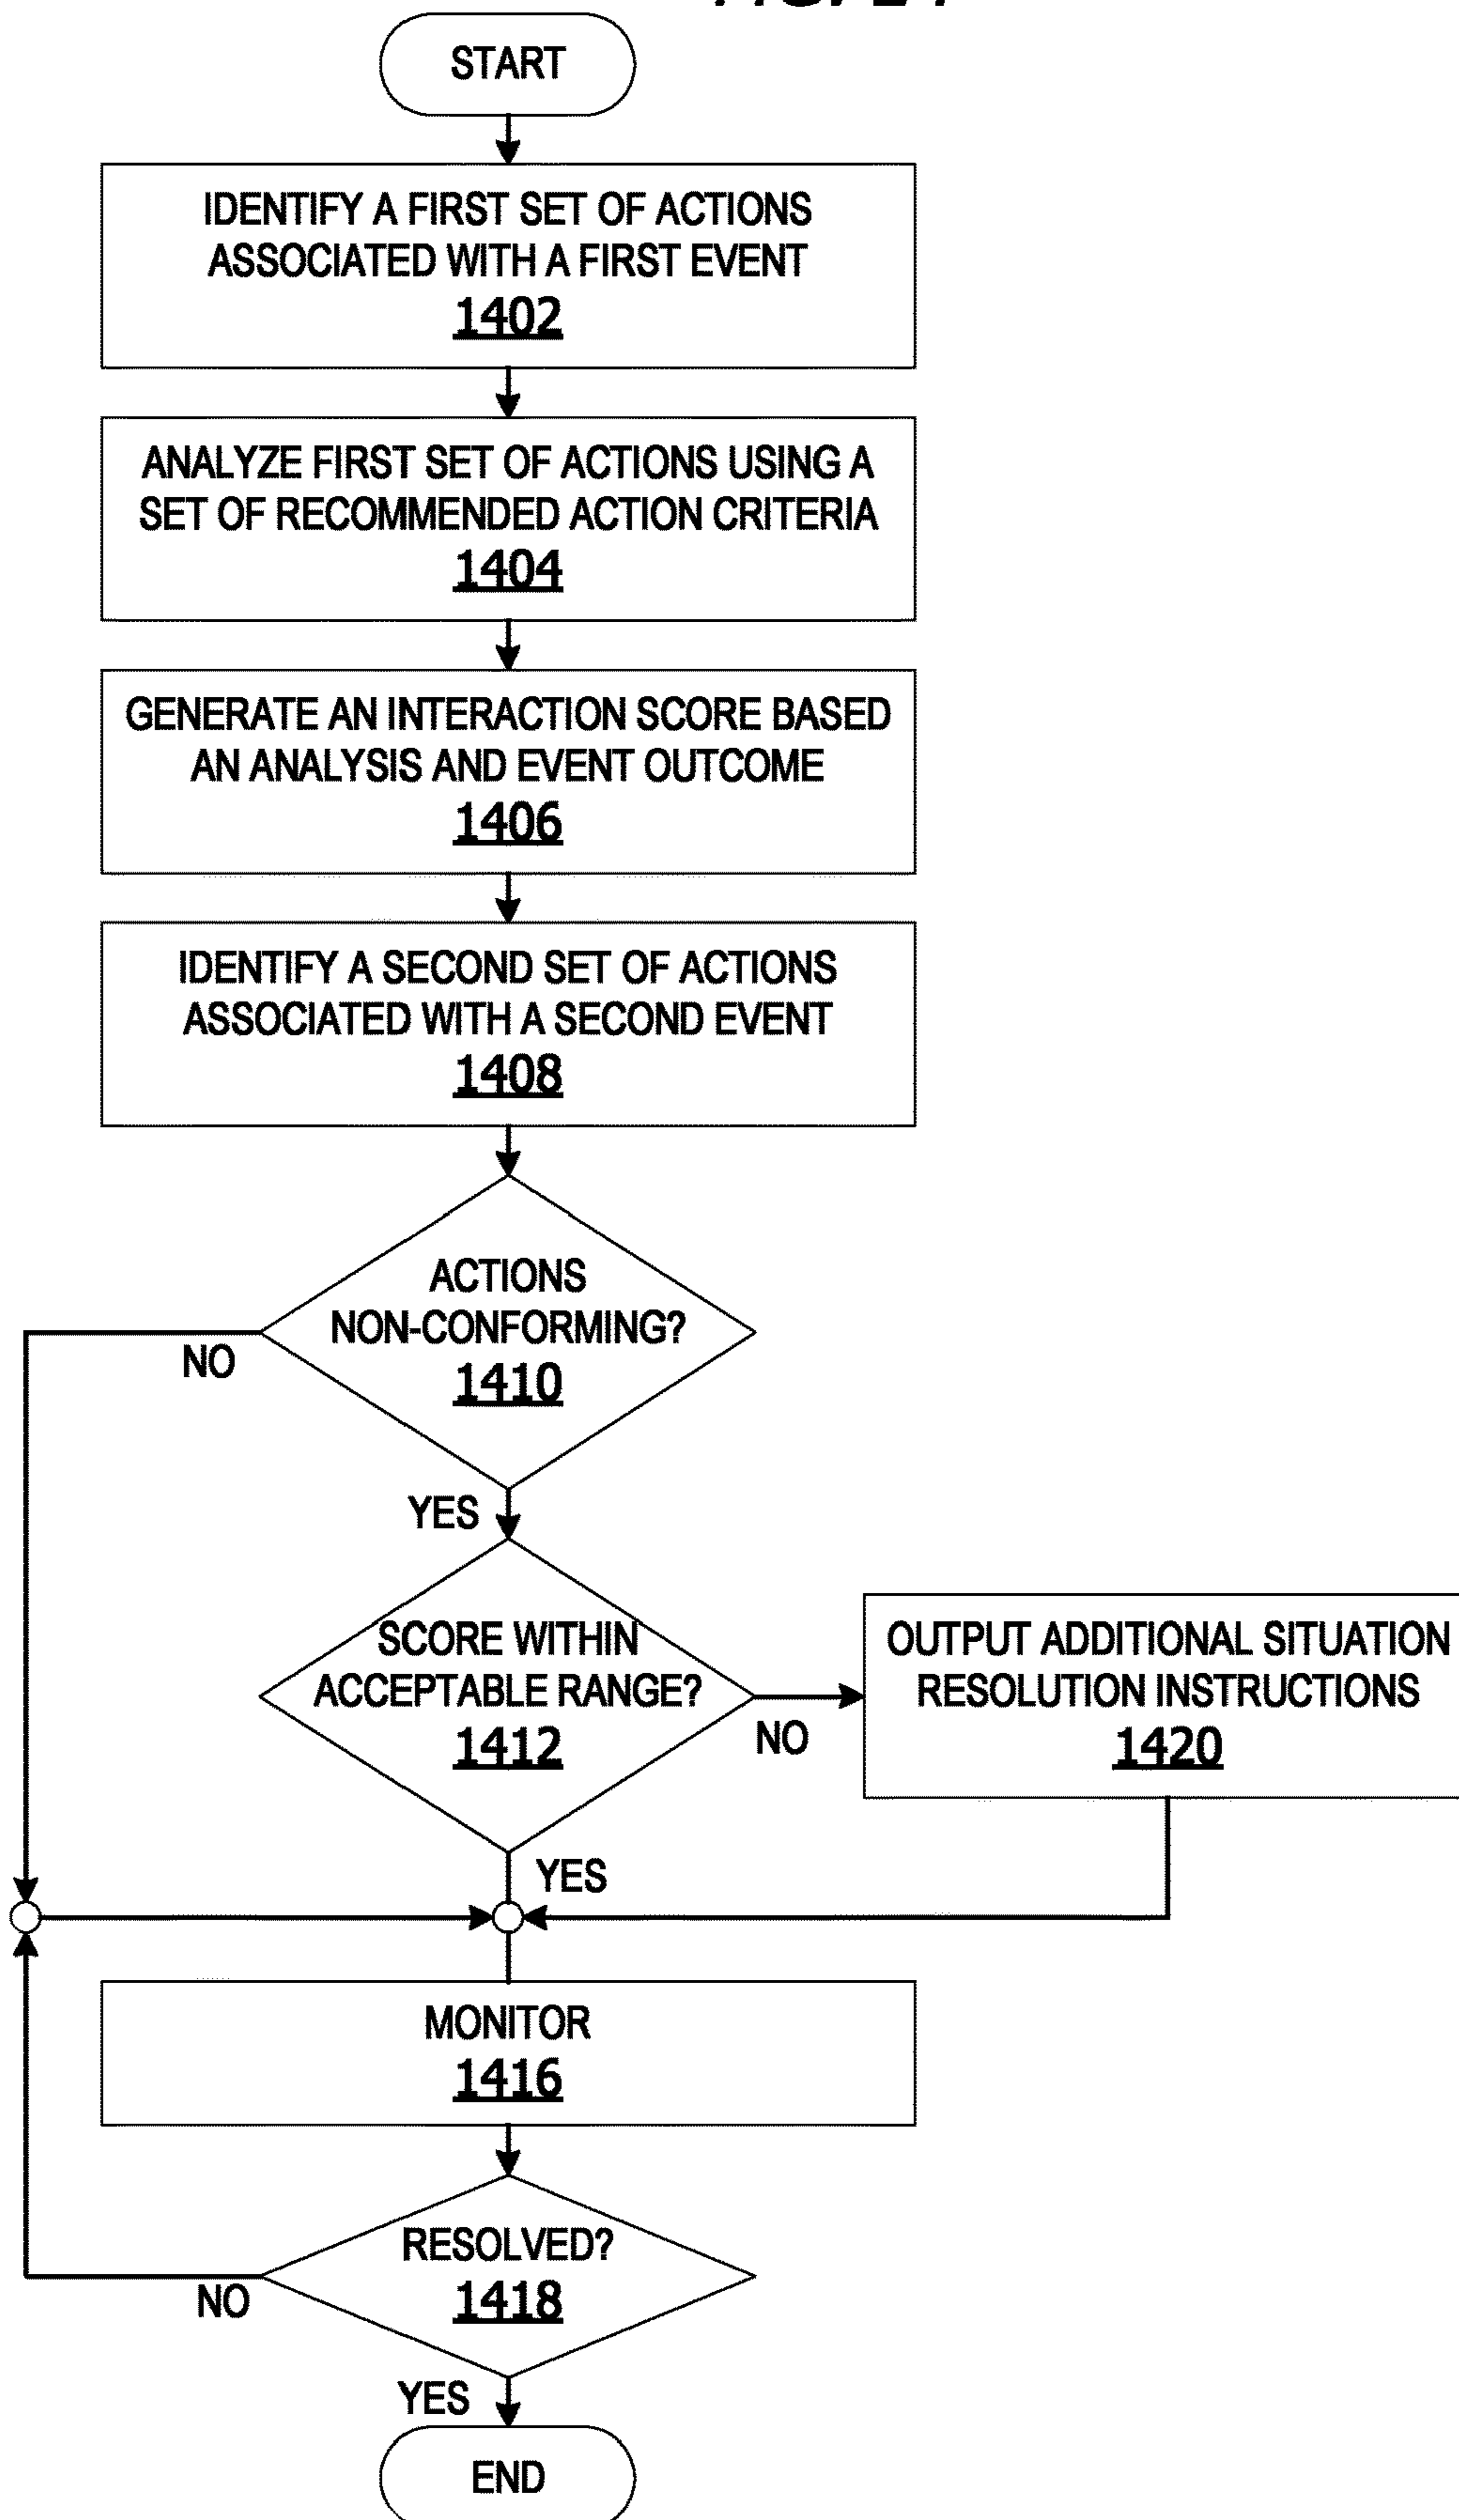 START
IDENTIFY A FIRST SET OF ACTIONS
ASSOCIATED WITH A FIRST EVENT
1402
ANALYZE FIRST SET OF ACTIONS USING A
SET OF RECOMMENDED ACTION CRITERIA
1404
GENERATE AN INTERACTION SCORE BASED
AN ANALYSIS AND EVENT OUTCOME
1406
IDENTIFY A SECOND SET OF ACTIONS
ASSOCIATED WITH A SECOND EVENT
1408
ACTIONS
NON-CONFORMING?
1410
NO
YES
SCORE WITHIN
ACCEPTABLE RANGE?
1412
NO
OUTPUT ADDITIONAL SITUATION
RESOLUTION INSTRUCTIONS
1420
YES
MONITOR
1416
RESOLVED?
1418
NO
YES
END